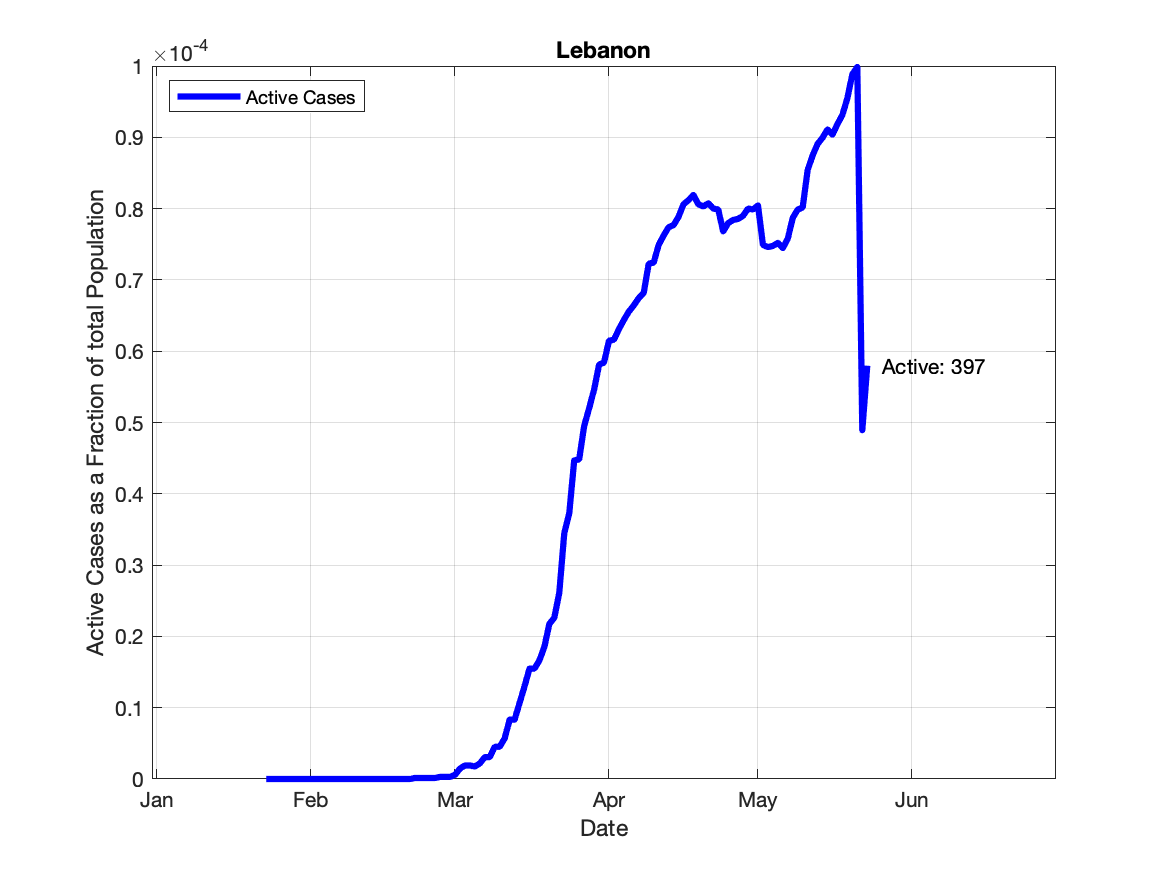 Lebanon
×10-4
Active Cases
1
0.9
0.8
0.7
0.6
0.5
0.4
0.3
0.2
0.1
0
Active Cases as a Fraction of total Population
Active: 397
Jan Feb Mar Apr May Jun
Date